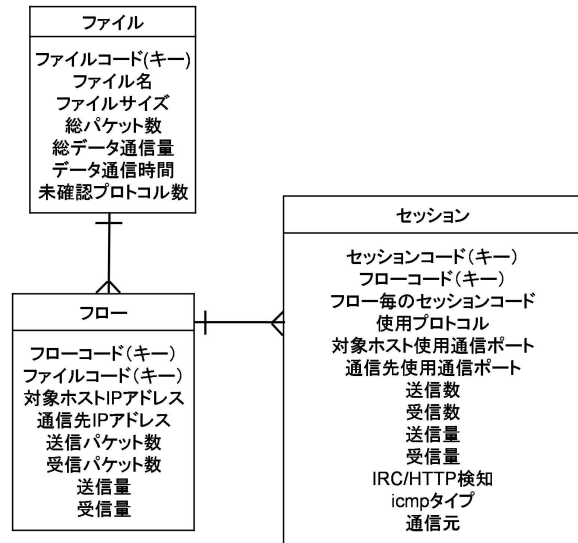 ファイル
ファイルコード(キー)
ファイル名
ファイルサイズ
総パケット数
総データ通信量
データ通信時間
未確認プロトコル数
フロー
フローコード(キー)
ファイルコード(キー)
対象ホストIPアドレス
通信先IPアドレス
送信パケット数
受信パケット数
送信量
受信量
セッション
セッションコード(キー)
フローコード(キー)
フロー毎のセッションコード
使用プロトコル
対象ホスト使用通信ポート
通信先使用通信ポート
送信数
受信数
送信量
受信量
IRC/HTTP検知
icmpタイプ
通信元